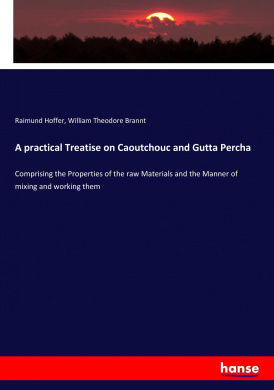 Raimund Hoffer, William Theodore Brannt
A practical Treatise on Caoutchouc and Gutta Percha
Comprising the Properties of the raw Materials and the Manner of
mixing and working them
hanse